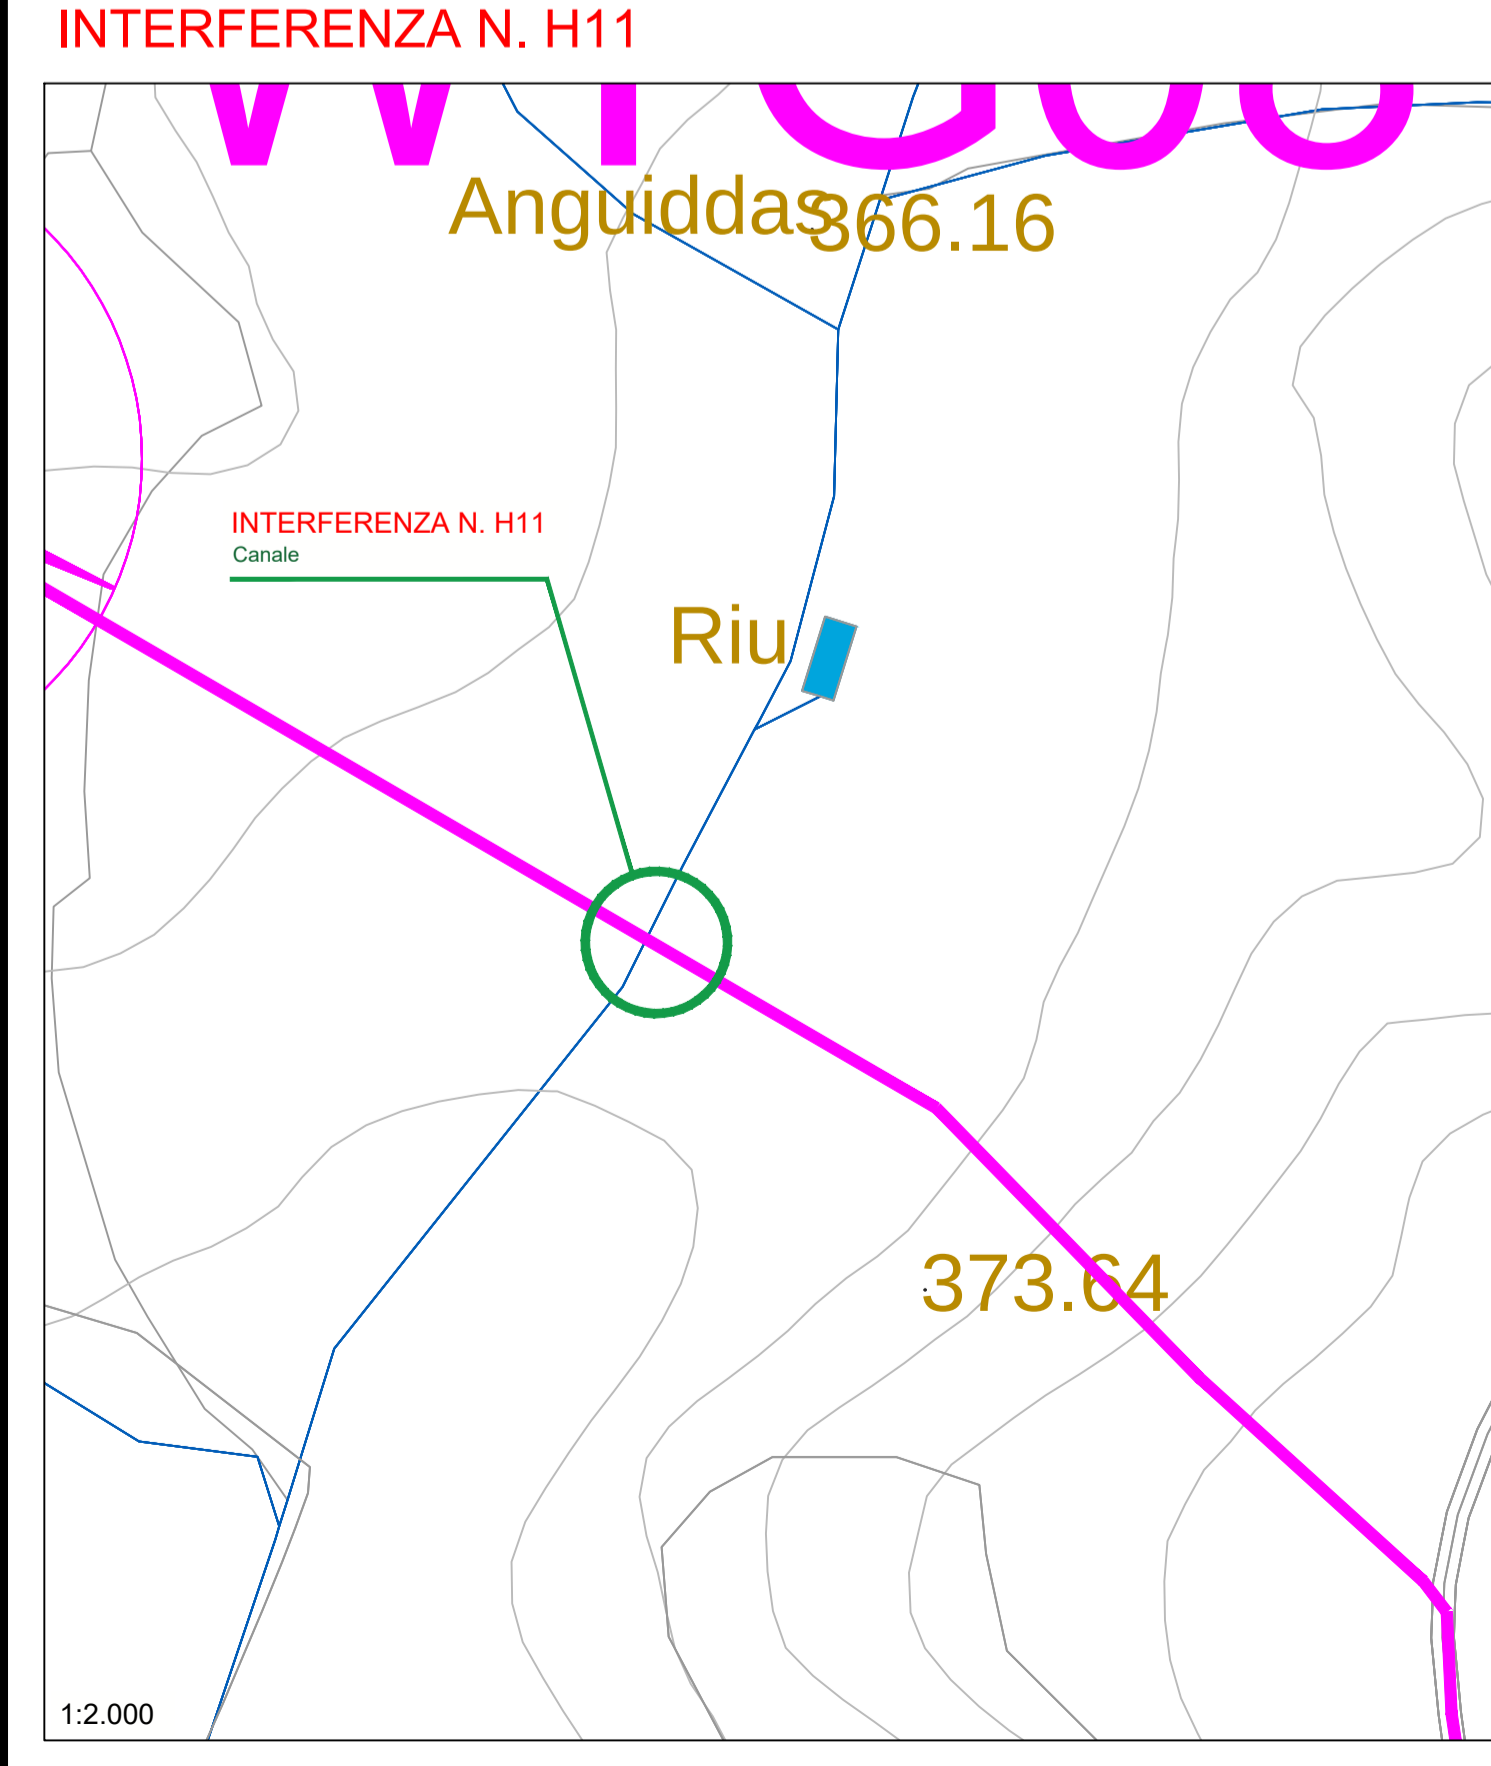 INTERFERENZA N. H11
Anguiddas
366.16
INTERFERENZA N. H11
Canale
Riu
373.64
1:2.000